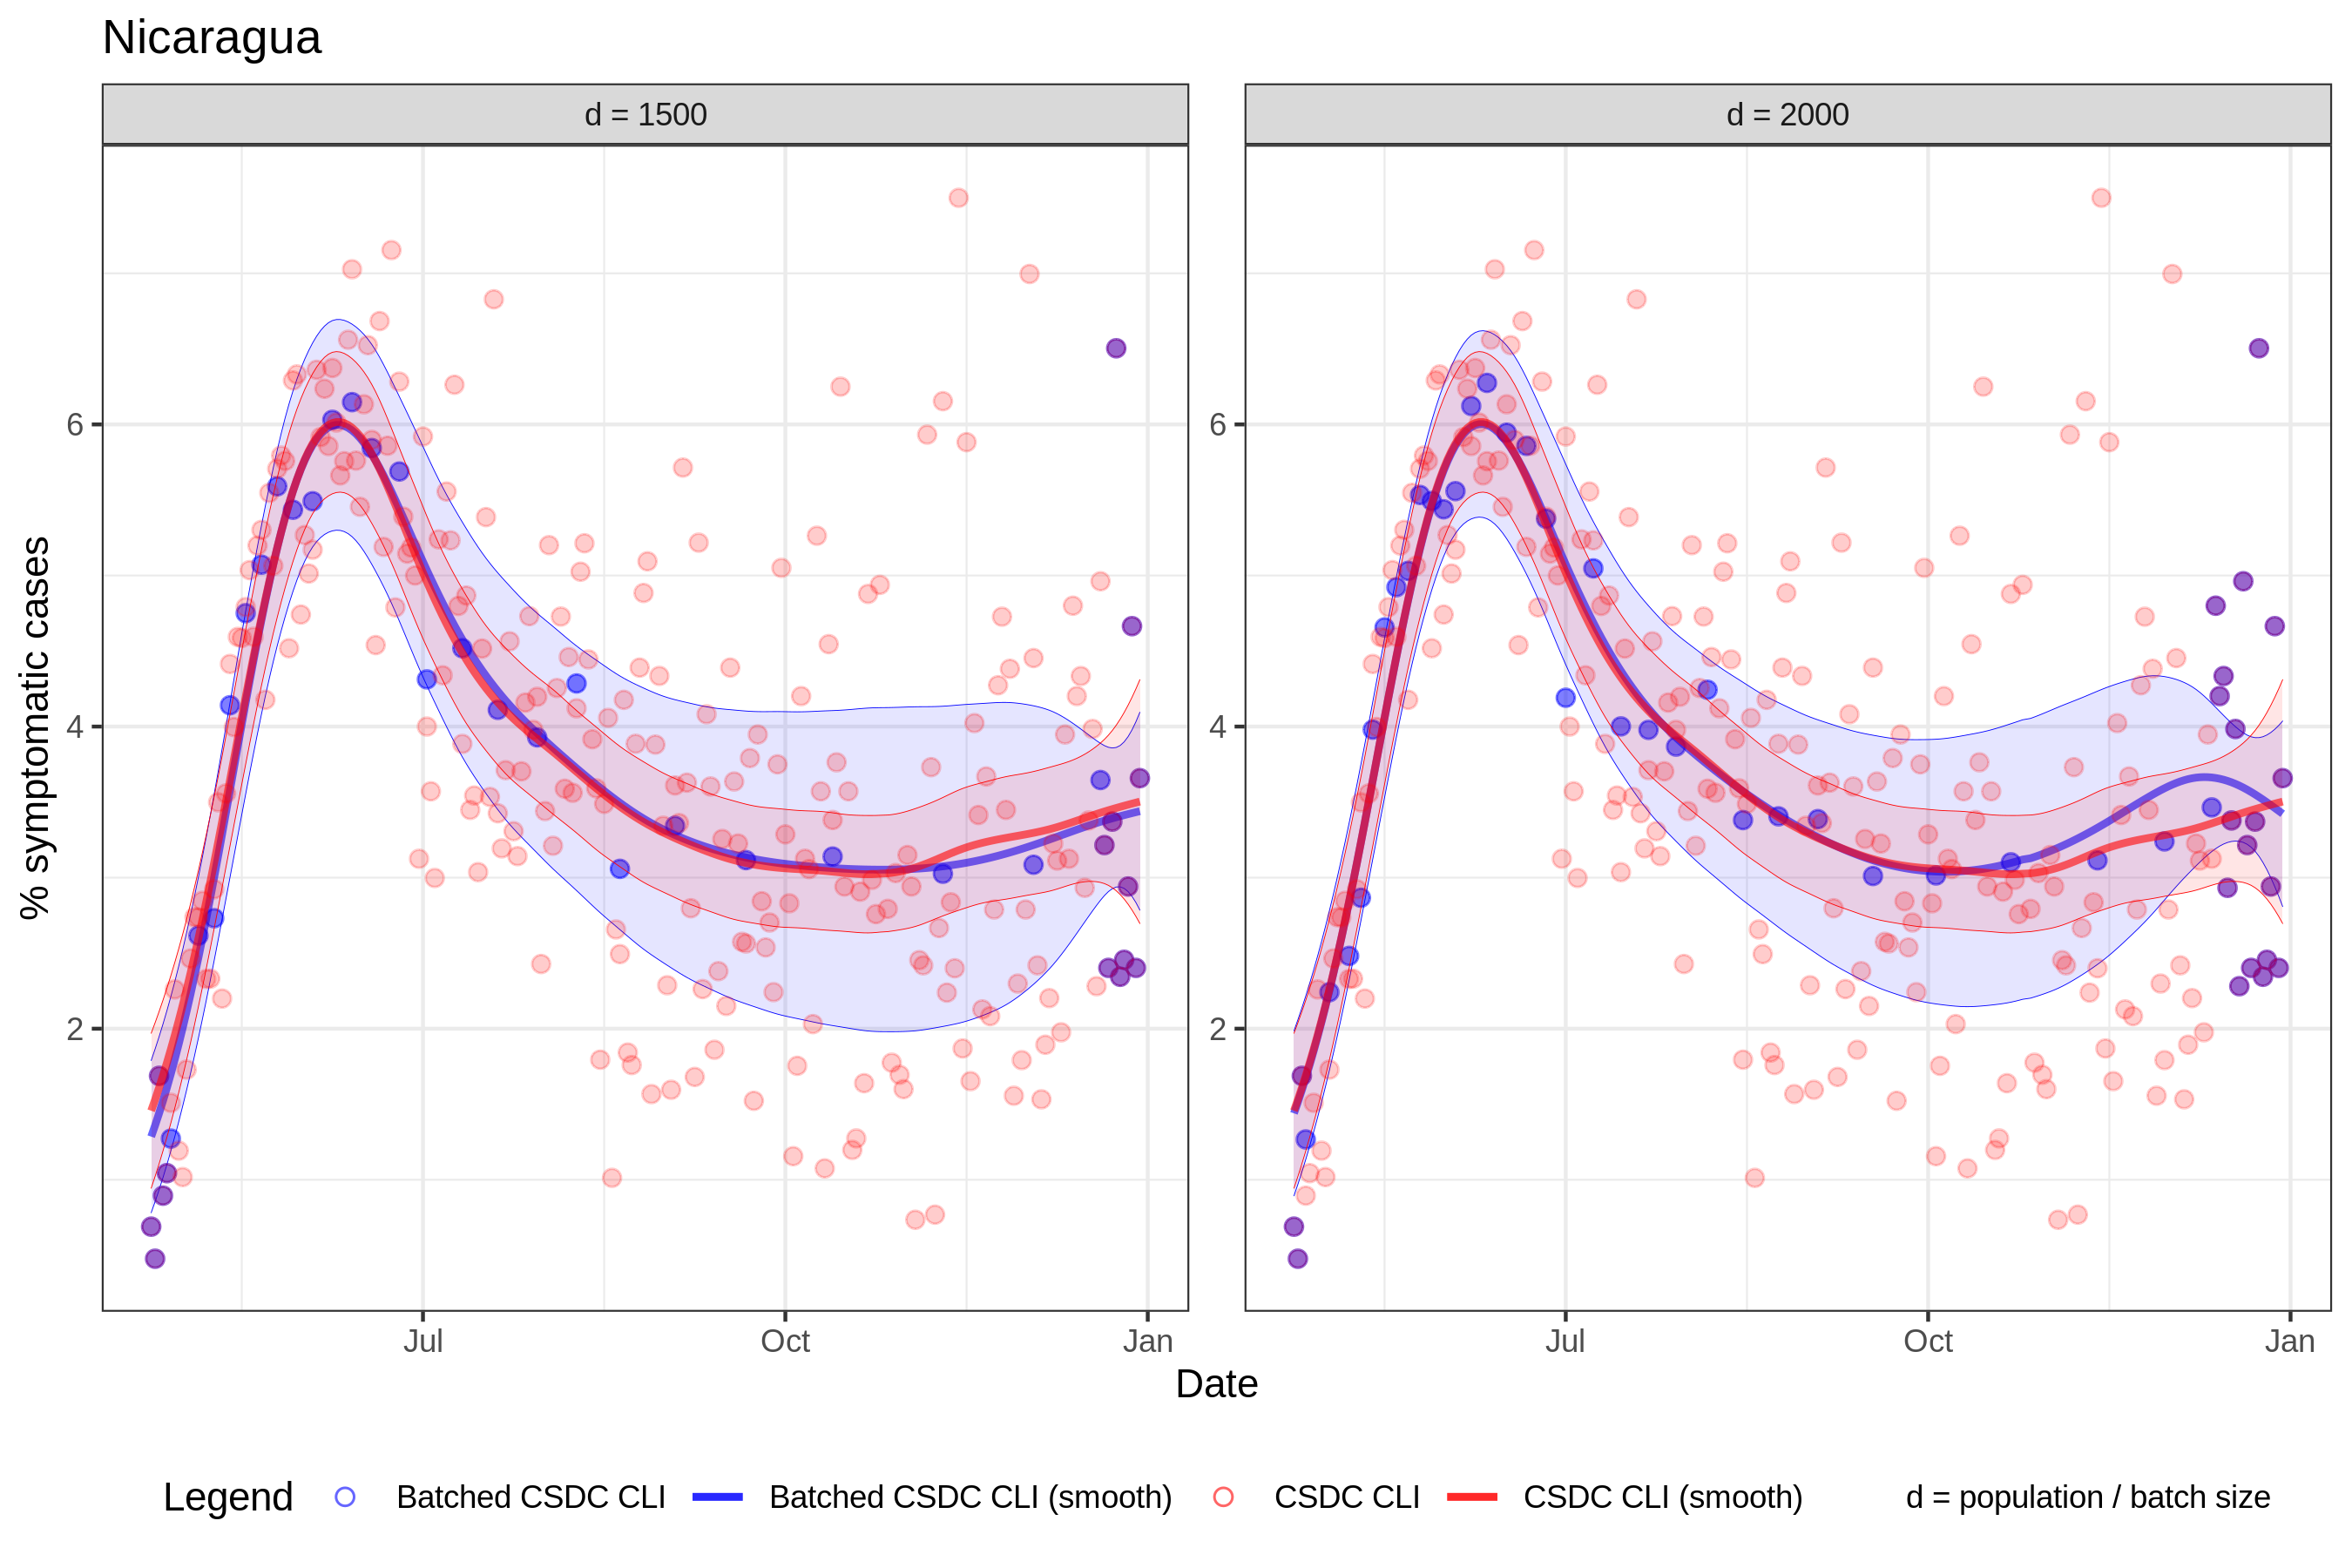 Nicaragua
d = 1500
d = 2000
% symptomatic cases
6
4
2
6
4
2
Jul
Oct
Jan
Jul
Oct
Jan
Date
Legend
Batched CSDC CLI
Batched CSDC CLI (smooth)
CSDC CLI
CSDC CLI (smooth)
d = population / batch size